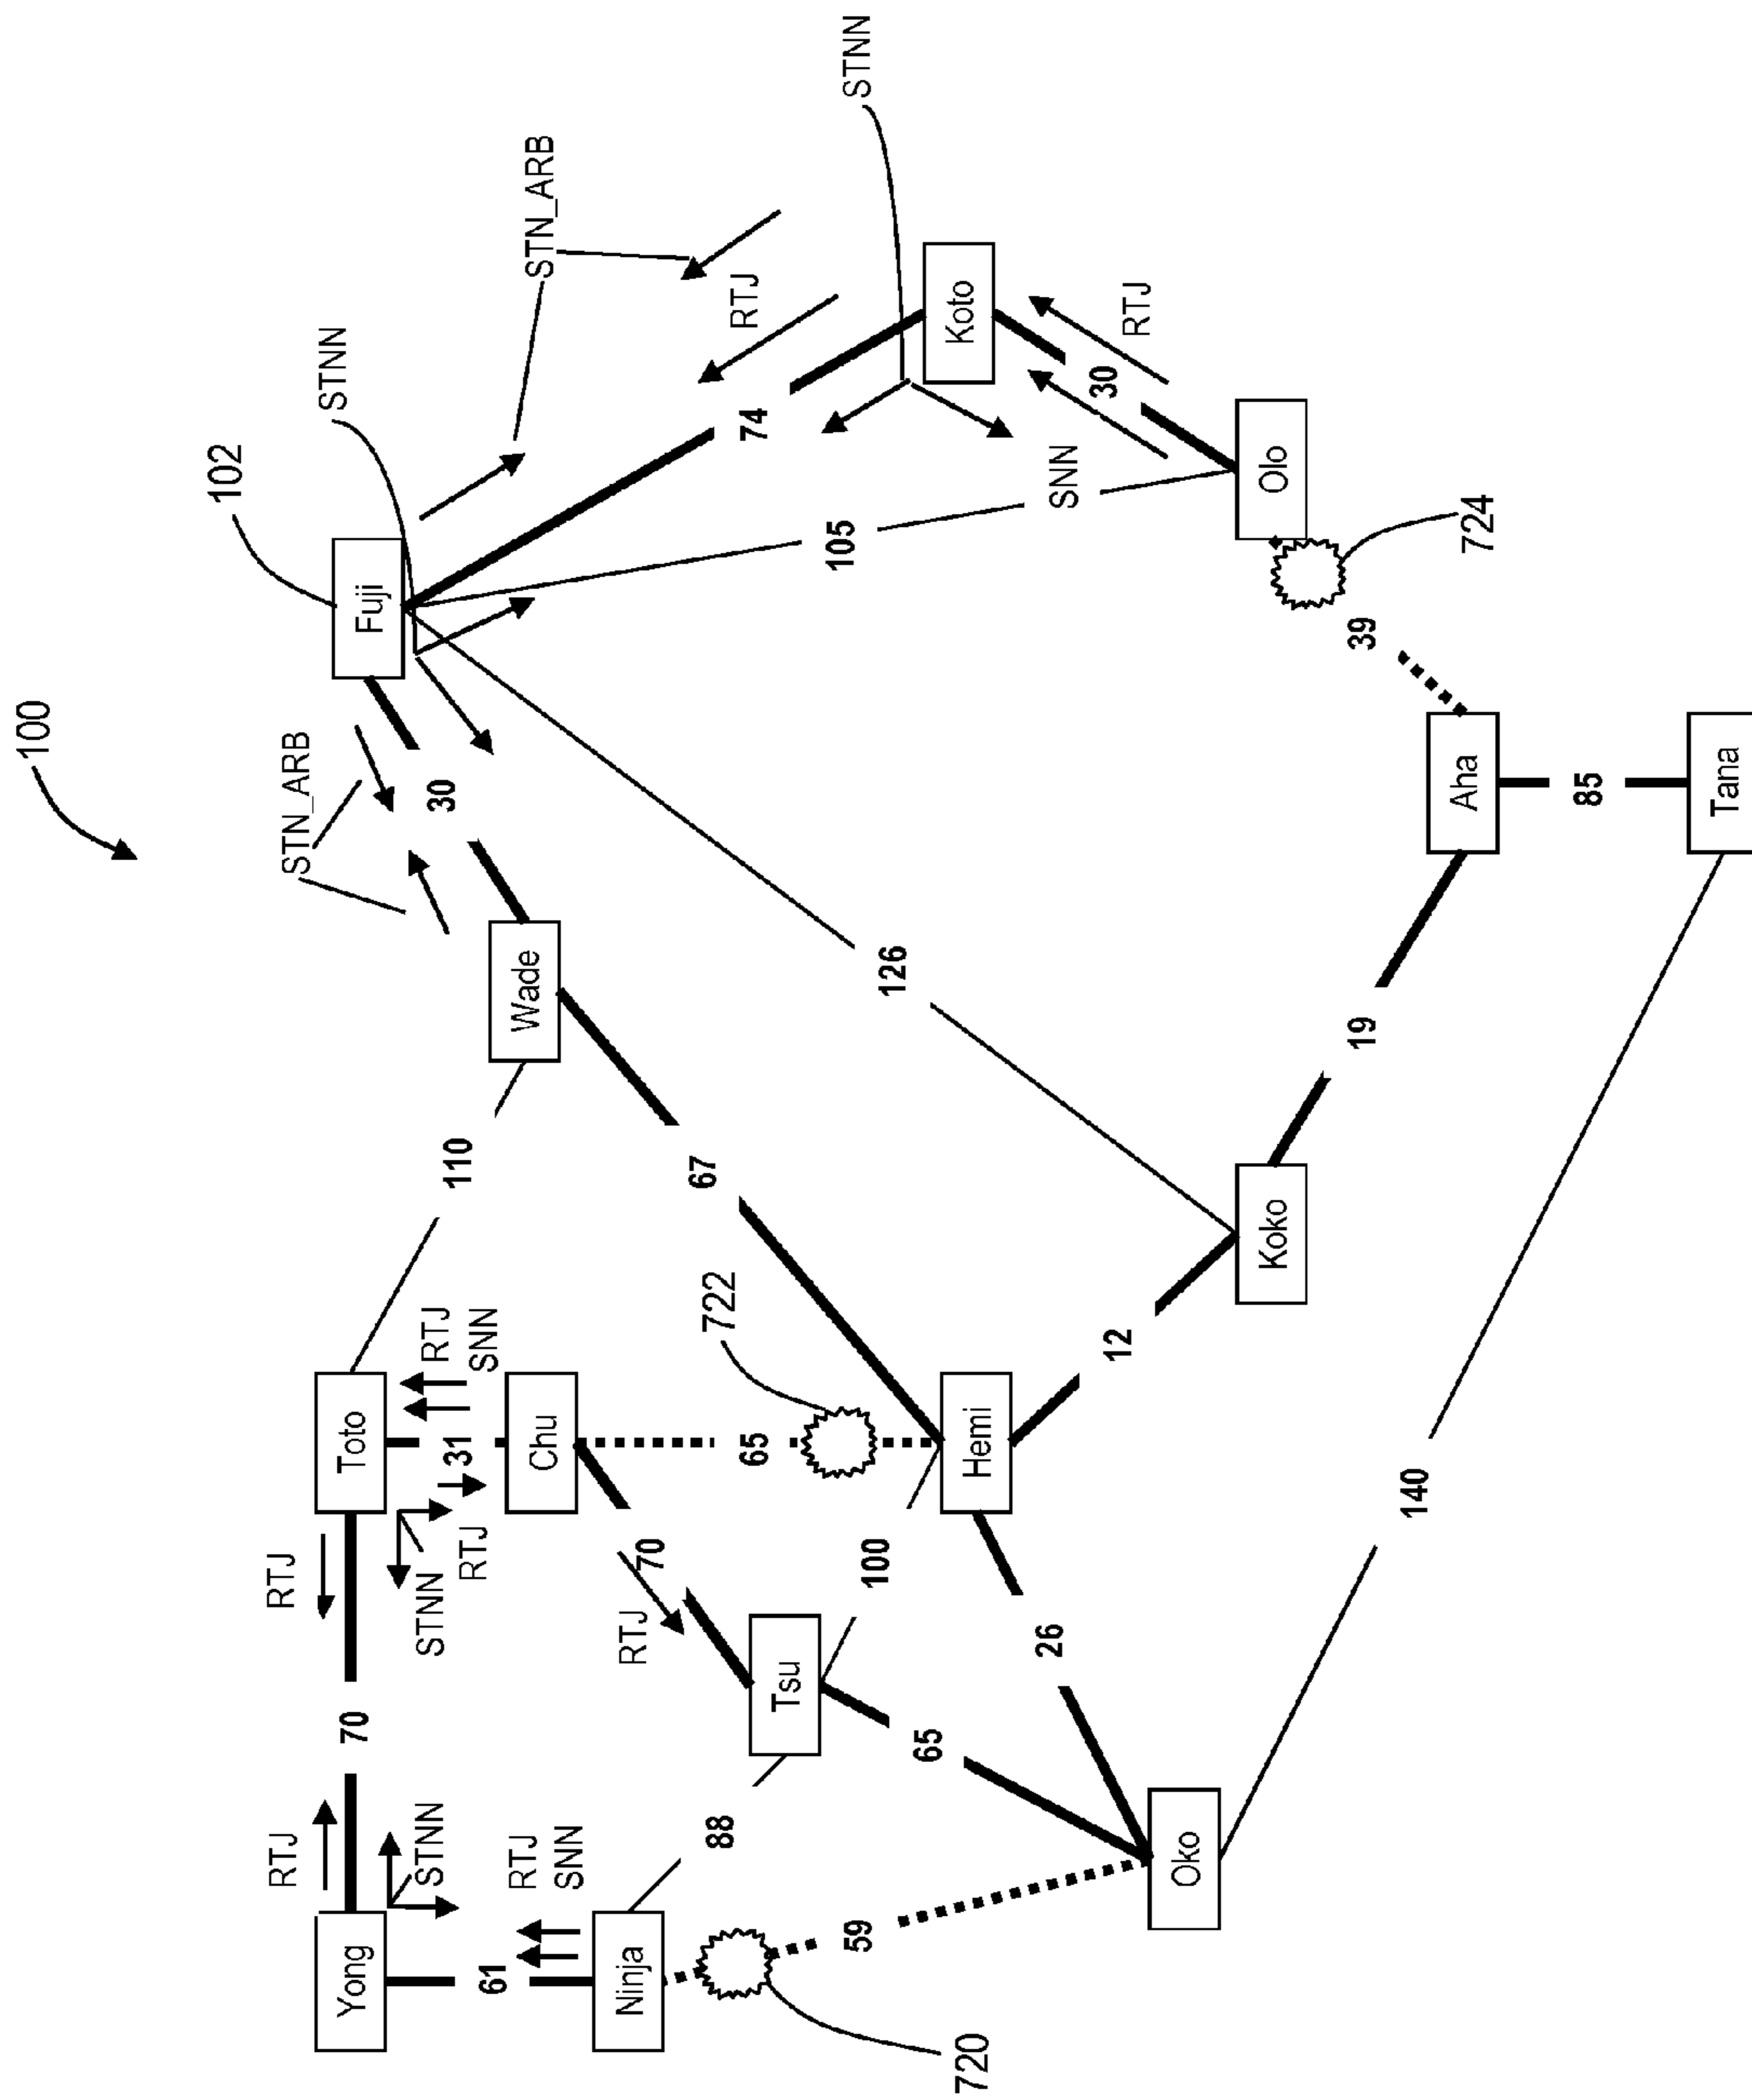 100
Yong
70
Toto
110
Wade
30
Fuji
102
61
Ninja
31
Chu
70
Tsu
88
65
100
Hemi
67
126
105
74
Koto
30
Olo
39
Aha
85
Tana
19
Koko
12
26
65
Oko
59
140
720
722
724
RTJ
RTJ
STNN
RTJ
SNN
STNN
RTJ
RTJ
SNN
RTJ
STN_ARB
STNN
STN_ARB
STNN
RTJ
RTJ
SNN